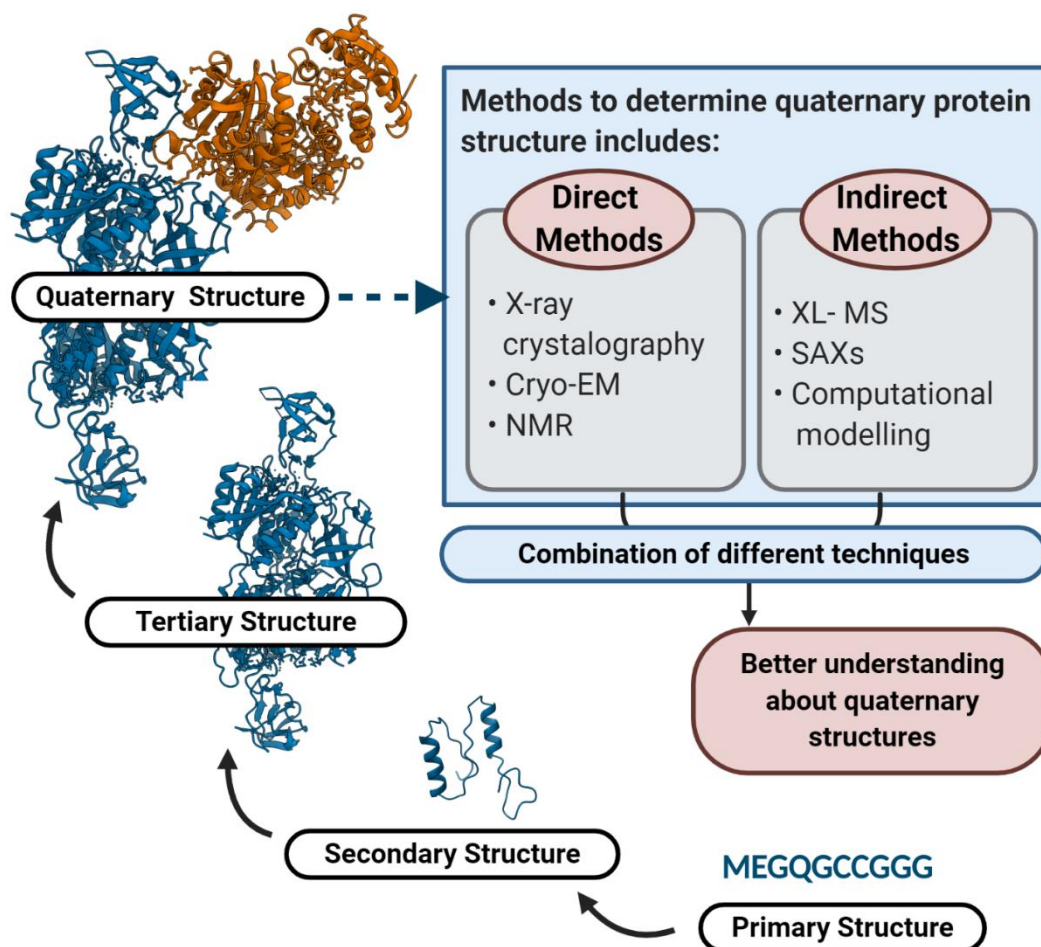 Methods to determine quaternary protein
structure includes:
Direct
Methods
• X-ray
crystalography
• Cryo-EM
• NMR
Indirect
Methods
• XL- MS
• SAXs
• Computational
modelling
Quaternary Structure
Combination of different techniques
Tertiary Structure
Better understanding
about quaternary
structures
Secondary Structure
MEGQGCCGGG
Primary Structure